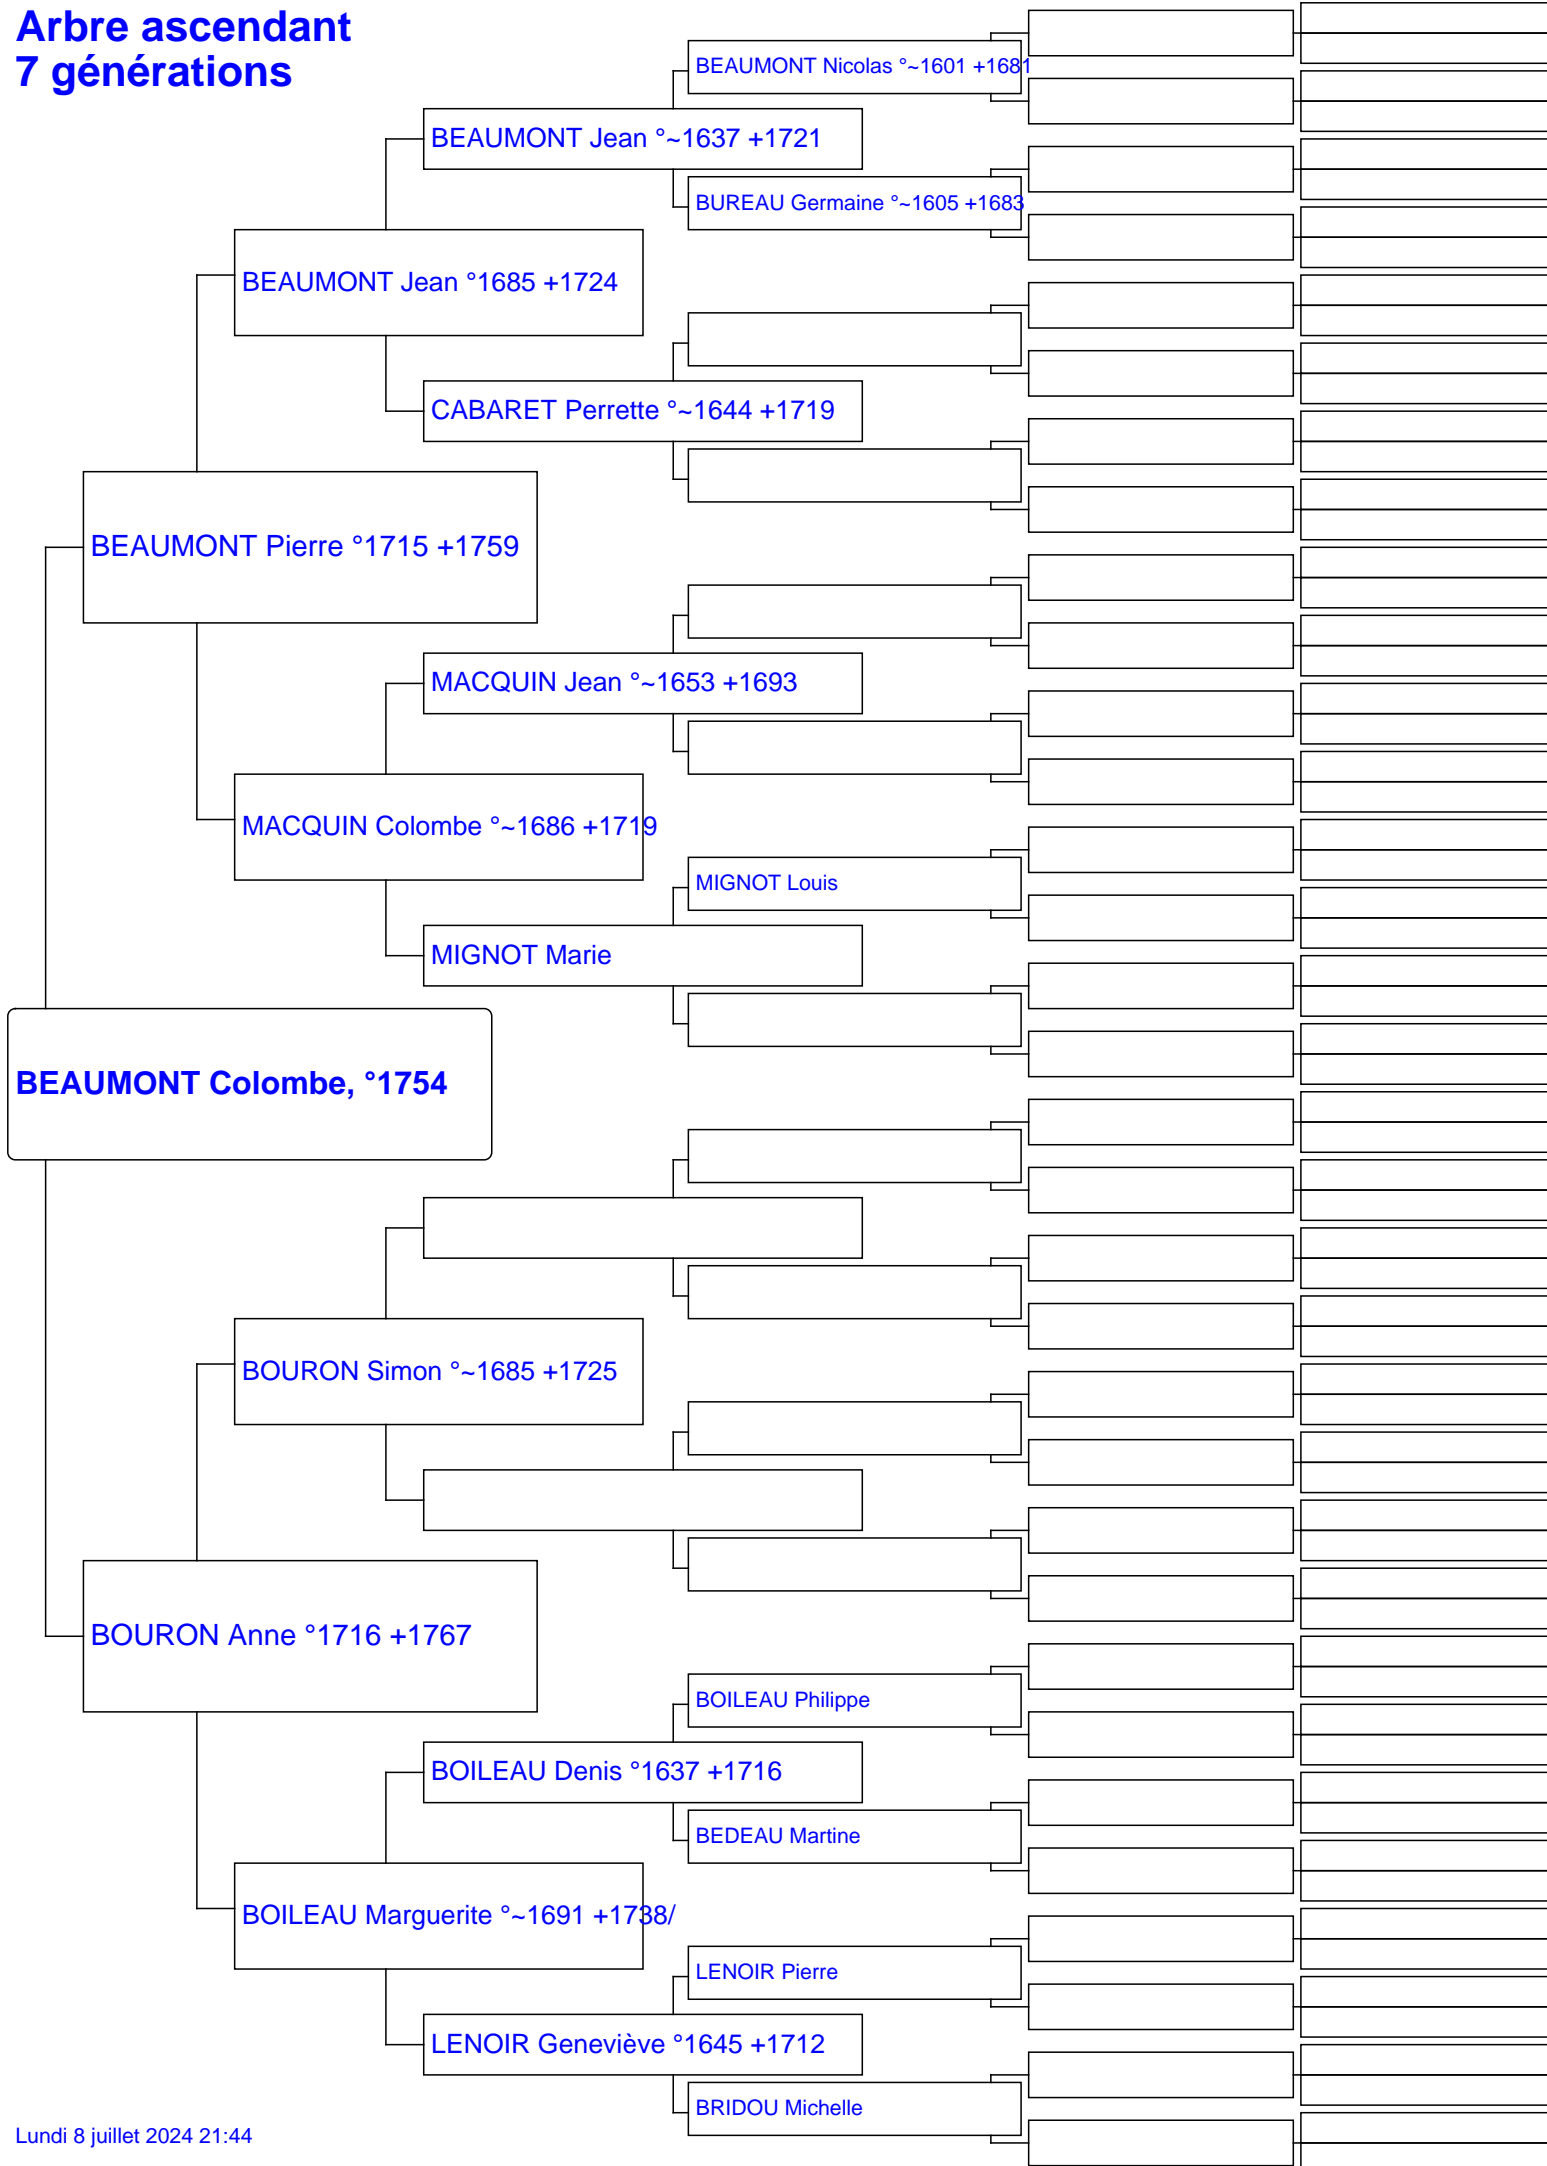 Arbre ascendant
7 générations
BEAUMONT Nicolas °~1601 +1681
BEAUMONT Jean °~1637 +1721
BUREAU Germaine °~1605 +1683
BEAUMONT Jean °1685 +1724
CABARET Perrette °~1644 +1719
BEAUMONT Pierre °1715 +1759
MACQUIN Jean °~1653 +1693
MACQUIN Colombe °~1686 +1719
MIGNOT Louis
MIGNOT Marie
BEAUMONT Colombe, °1754
BOURON Simon °~1685 +1725
BOURON Anne °1716 +1767
BOILEAU Philippe
BOILEAU Denis °1637 +1716
BEDEAU Martine
BOILEAU Marguerite °~1691 +1738/
LENOIR Pierre
LENOIR Geneviève °1645 +1712
BRIDOU Michelle
Lundi 8 juillet 2024 21:44